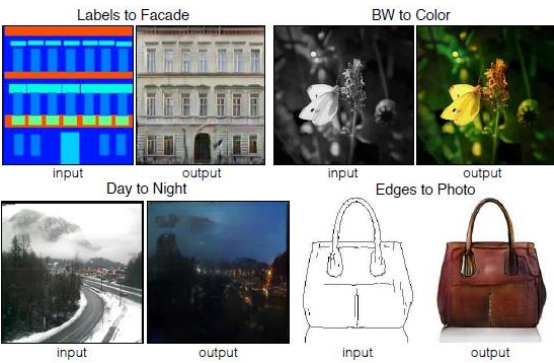 Labels to Facade
BW to Color
input
output
input
output
Day to Night
Edges to Photo
input
output
input
output